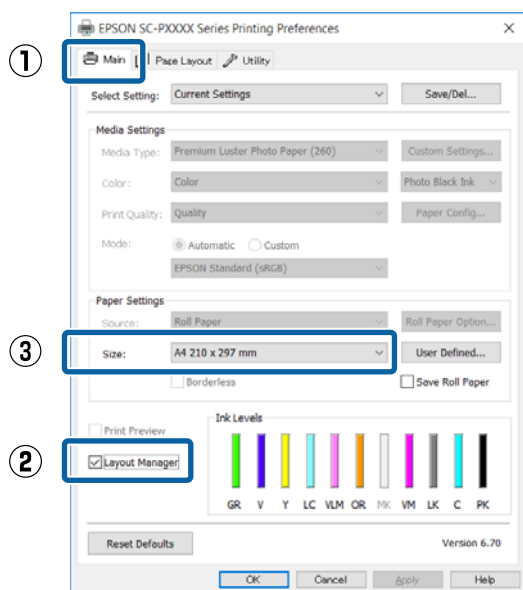 EPSON SC-PXXXX Series Printing Preferences
1
Main Page Layout Utility
Select Setting: Current Settings Save/Del...
Media Settings
Media Type: Premium Luster Photo Paper (260) Custom Settings...
Color: Color Photo Black Ink
Print Quality: Quality Paper Config...
Mode: Automatic Custom
EPSON Standard (sRGB)
Paper Settings
Source: Roll Paper Roll Paper Option...
3
Size: A4 210 x 297 mm User Defined...
Borderless Save Roll Paper
Print Preview
Ink Levels
2
Layout Manager
GR V Y LC VLM OR MK VM LK C PK
Reset Defaults Version 6.70
OK Cancel Apply Help